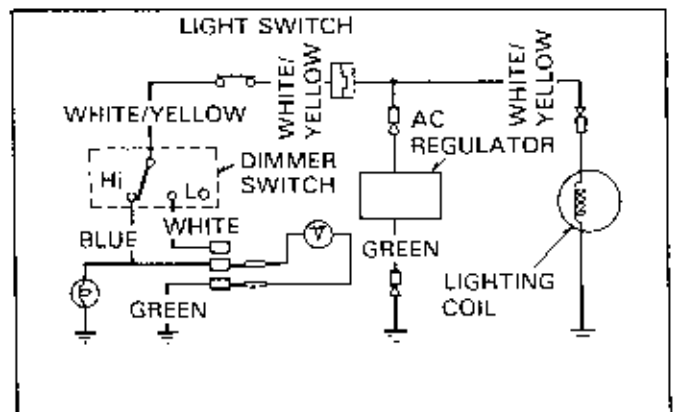 LIGHT SWITCH
WHITE/
YELLOW
WHITE/
YELLOW
WHITE/YELLOW
AC
REGULATOR
DIMMER
SWITCH
Hi
Lo
WHITE
BLUE
GREEN
GREEN
LIGHTING
COIL